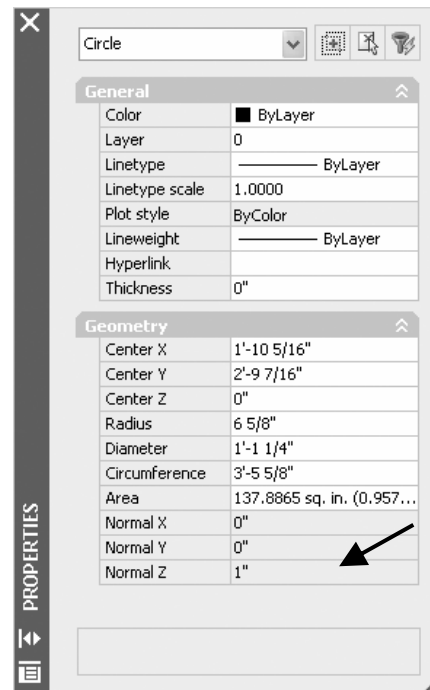 Circle
General
Color ByLayer
Layer 0
Linetype ByLayer
Linetype scale 1.0000
Plot style ByColor
Lineweight ByLayer
Hyperlink
Thickness 0"
Geometry
Center X 1'-10 5/16"
Center Y 2'-9 7/16"
Center Z 0"
Radius 6 5/8"
Diameter 1'-1 1/4"
Circumference 3'-5 5/8"
Area 137.8865 sq. in. (0.957...
Normal X 0"
Normal Y 0"
Normal Z 1"
PROPERTIES